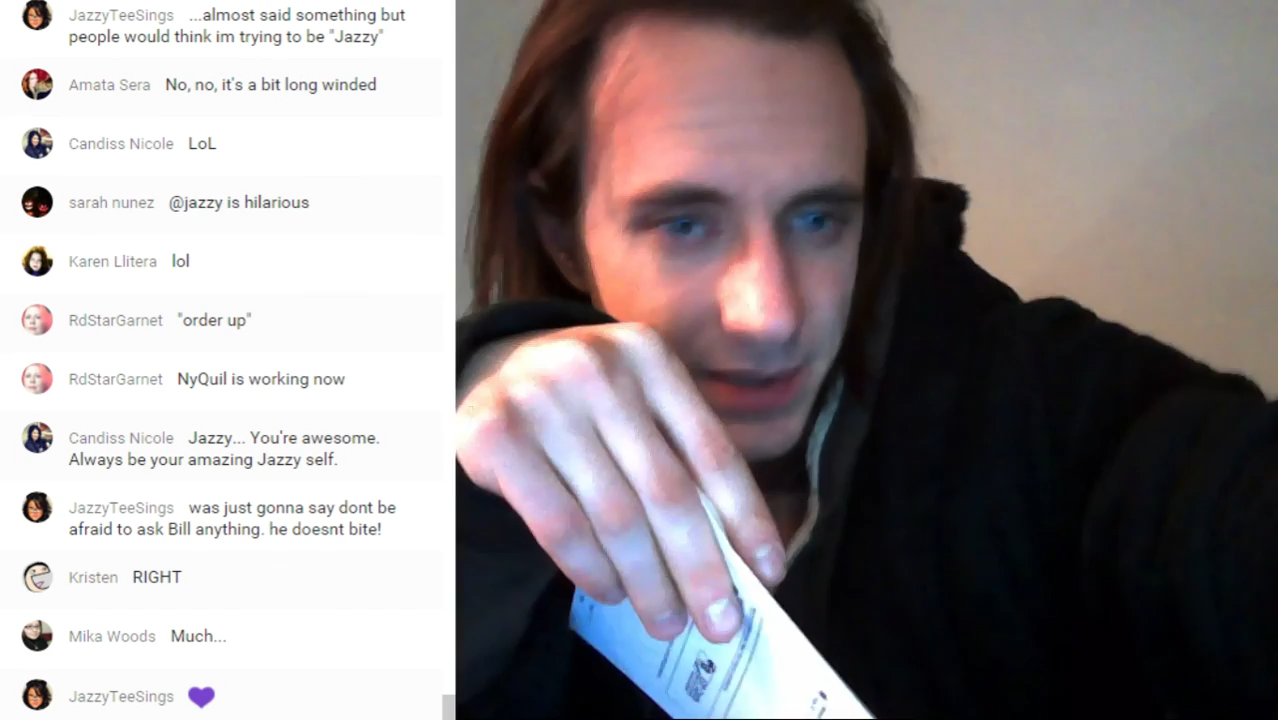 JazzyTeeSings ...almost said something but
people would think im trying to be "Jazzy"
Amata Sera No, no, it's a bit long winded
Candiss Nicole LoL
sarah nunez @jazzy is hilarious
Karen Llitera lol
RdStarGarnet "order up"
RdStarGarnet NyQuil is working now
Candiss Nicole Jazzy... You're awesome.
Always be your amazing Jazzy self.
JazzyTeeSings was just gonna say dont be
afraid to ask Bill anything. he doesnt bite!
Kristen RIGHT
Mika Woods Much...
JazzyTeeSings 💜